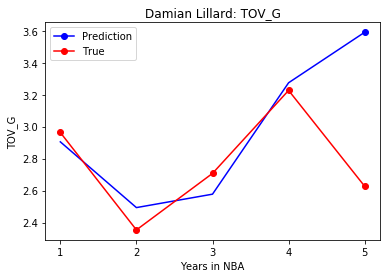 Damian Lillard: TOV_G
Prediction
True
TOV_G
3.6
3.4
3.2
3.0
2.8
2.6
2.4
1 2 3 4 5
Years in NBA